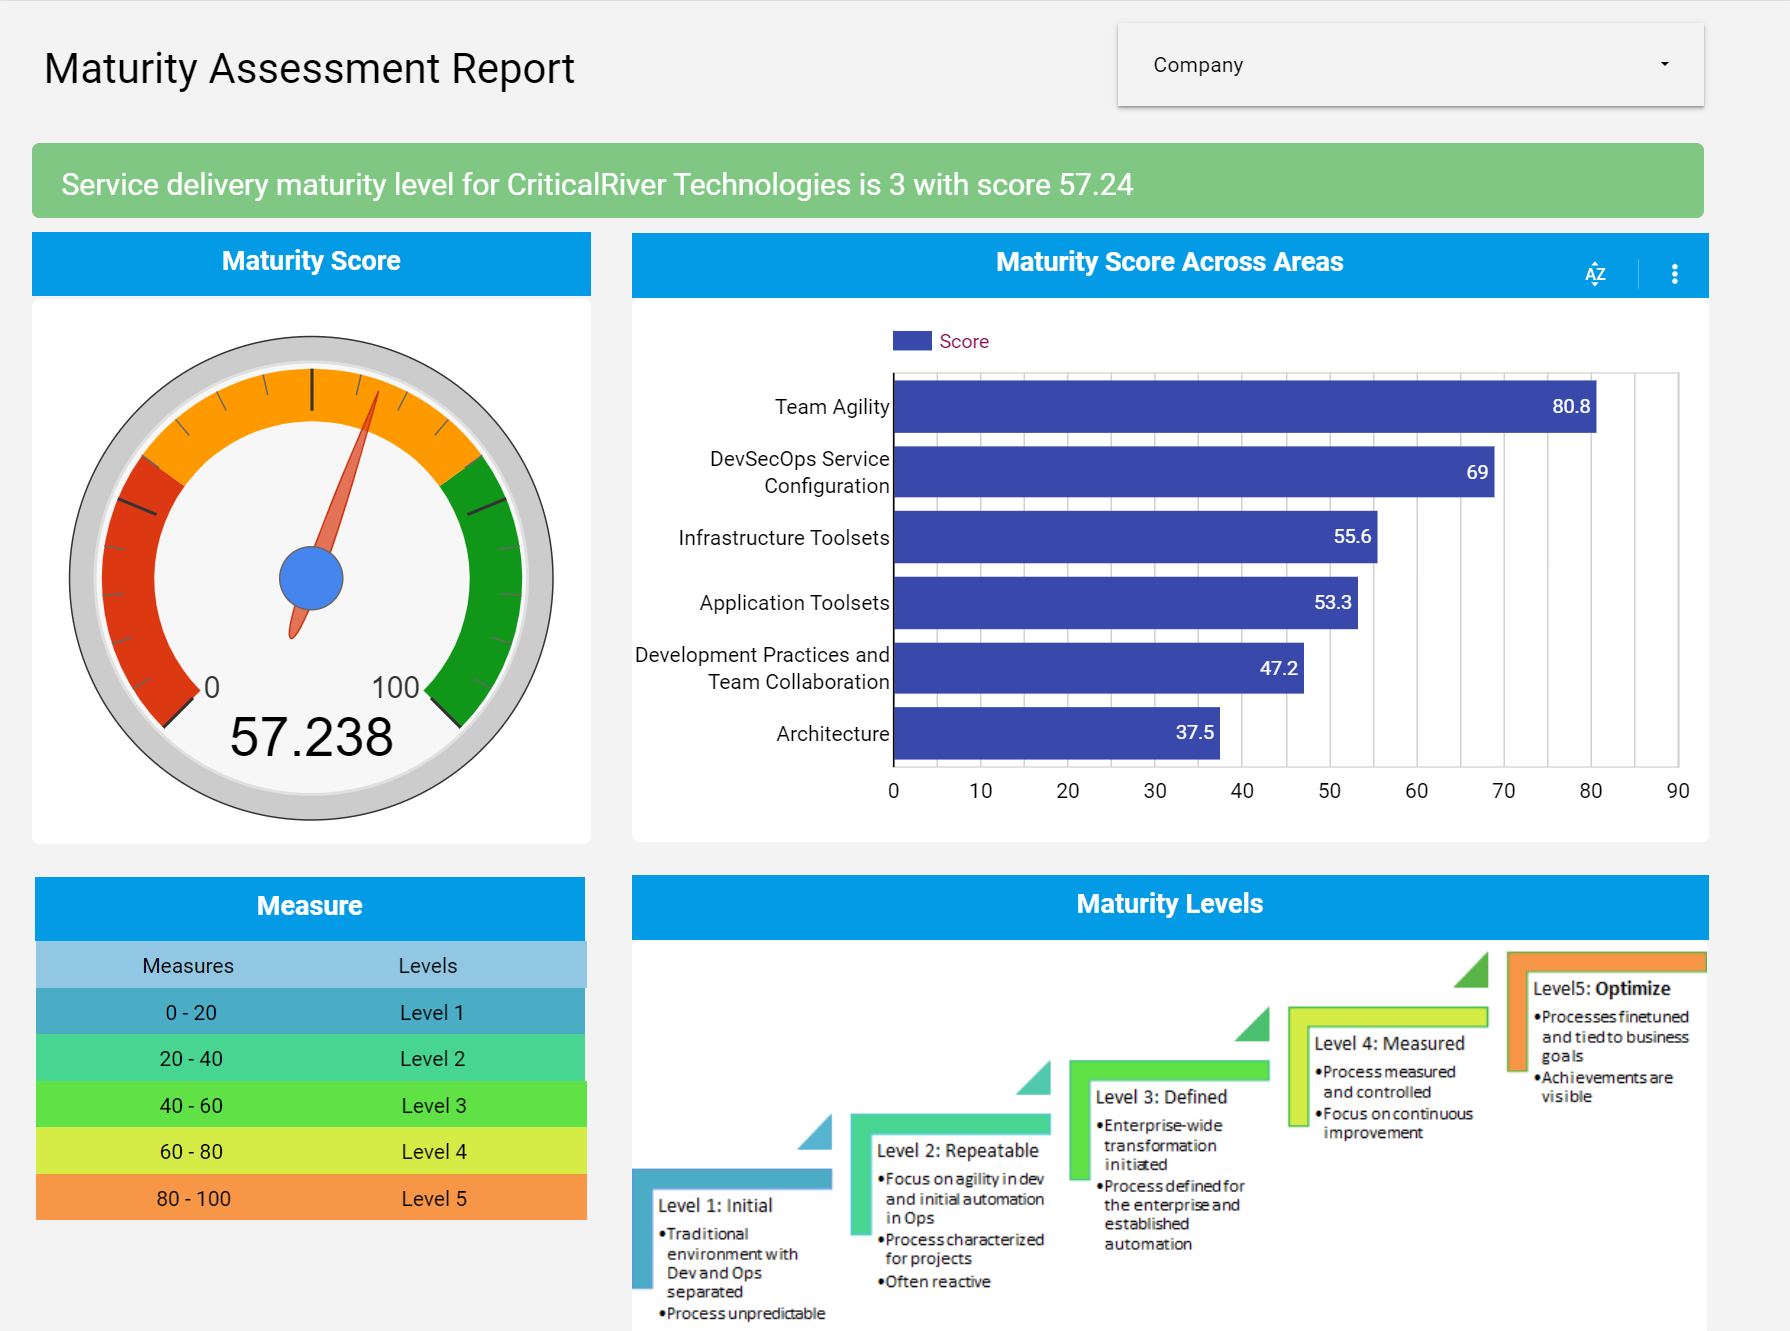 Maturity Assessment Report
Company
Service delivery maturity level for CriticalRiver Technologies is 3 with score 57.24
Maturity Score
0
100
57.238
Maturity Score Across Areas
AZ
Score
Team Agility
80.8
DevSecOps Service
Configuration
69
Infrastructure Toolsets
55.6
Application Toolsets
53.3
Development Practices and
Team Collaboration
47.2
Architecture
37.5
0 10 20 30 40 50 60 70 80 90
Measure
Measures Levels
0 - 20 Level 1
20 - 40 Level 2
40 - 60 Level 3
60 - 80 Level 4
80 - 100 Level 5
Maturity Levels
Level 1: Initial
•Traditional
environment with
Dev and Ops
separated
•Process unpredictable
Level 2: Repeatable
•Focus on agility in dev
and initial automation
in Ops
•Process characterized
for projects
•Often reactive
Level 3: Defined
•Enterprise-wide
transformation
initiated
•Process defined for
the enterprise and
established
automation
Level 4: Measured
•Process measured
and controlled
•Focus on continuous
improvement
Level5: Optimize
•Processes finetuned
and tied to business
goals
•Achievements are
visible